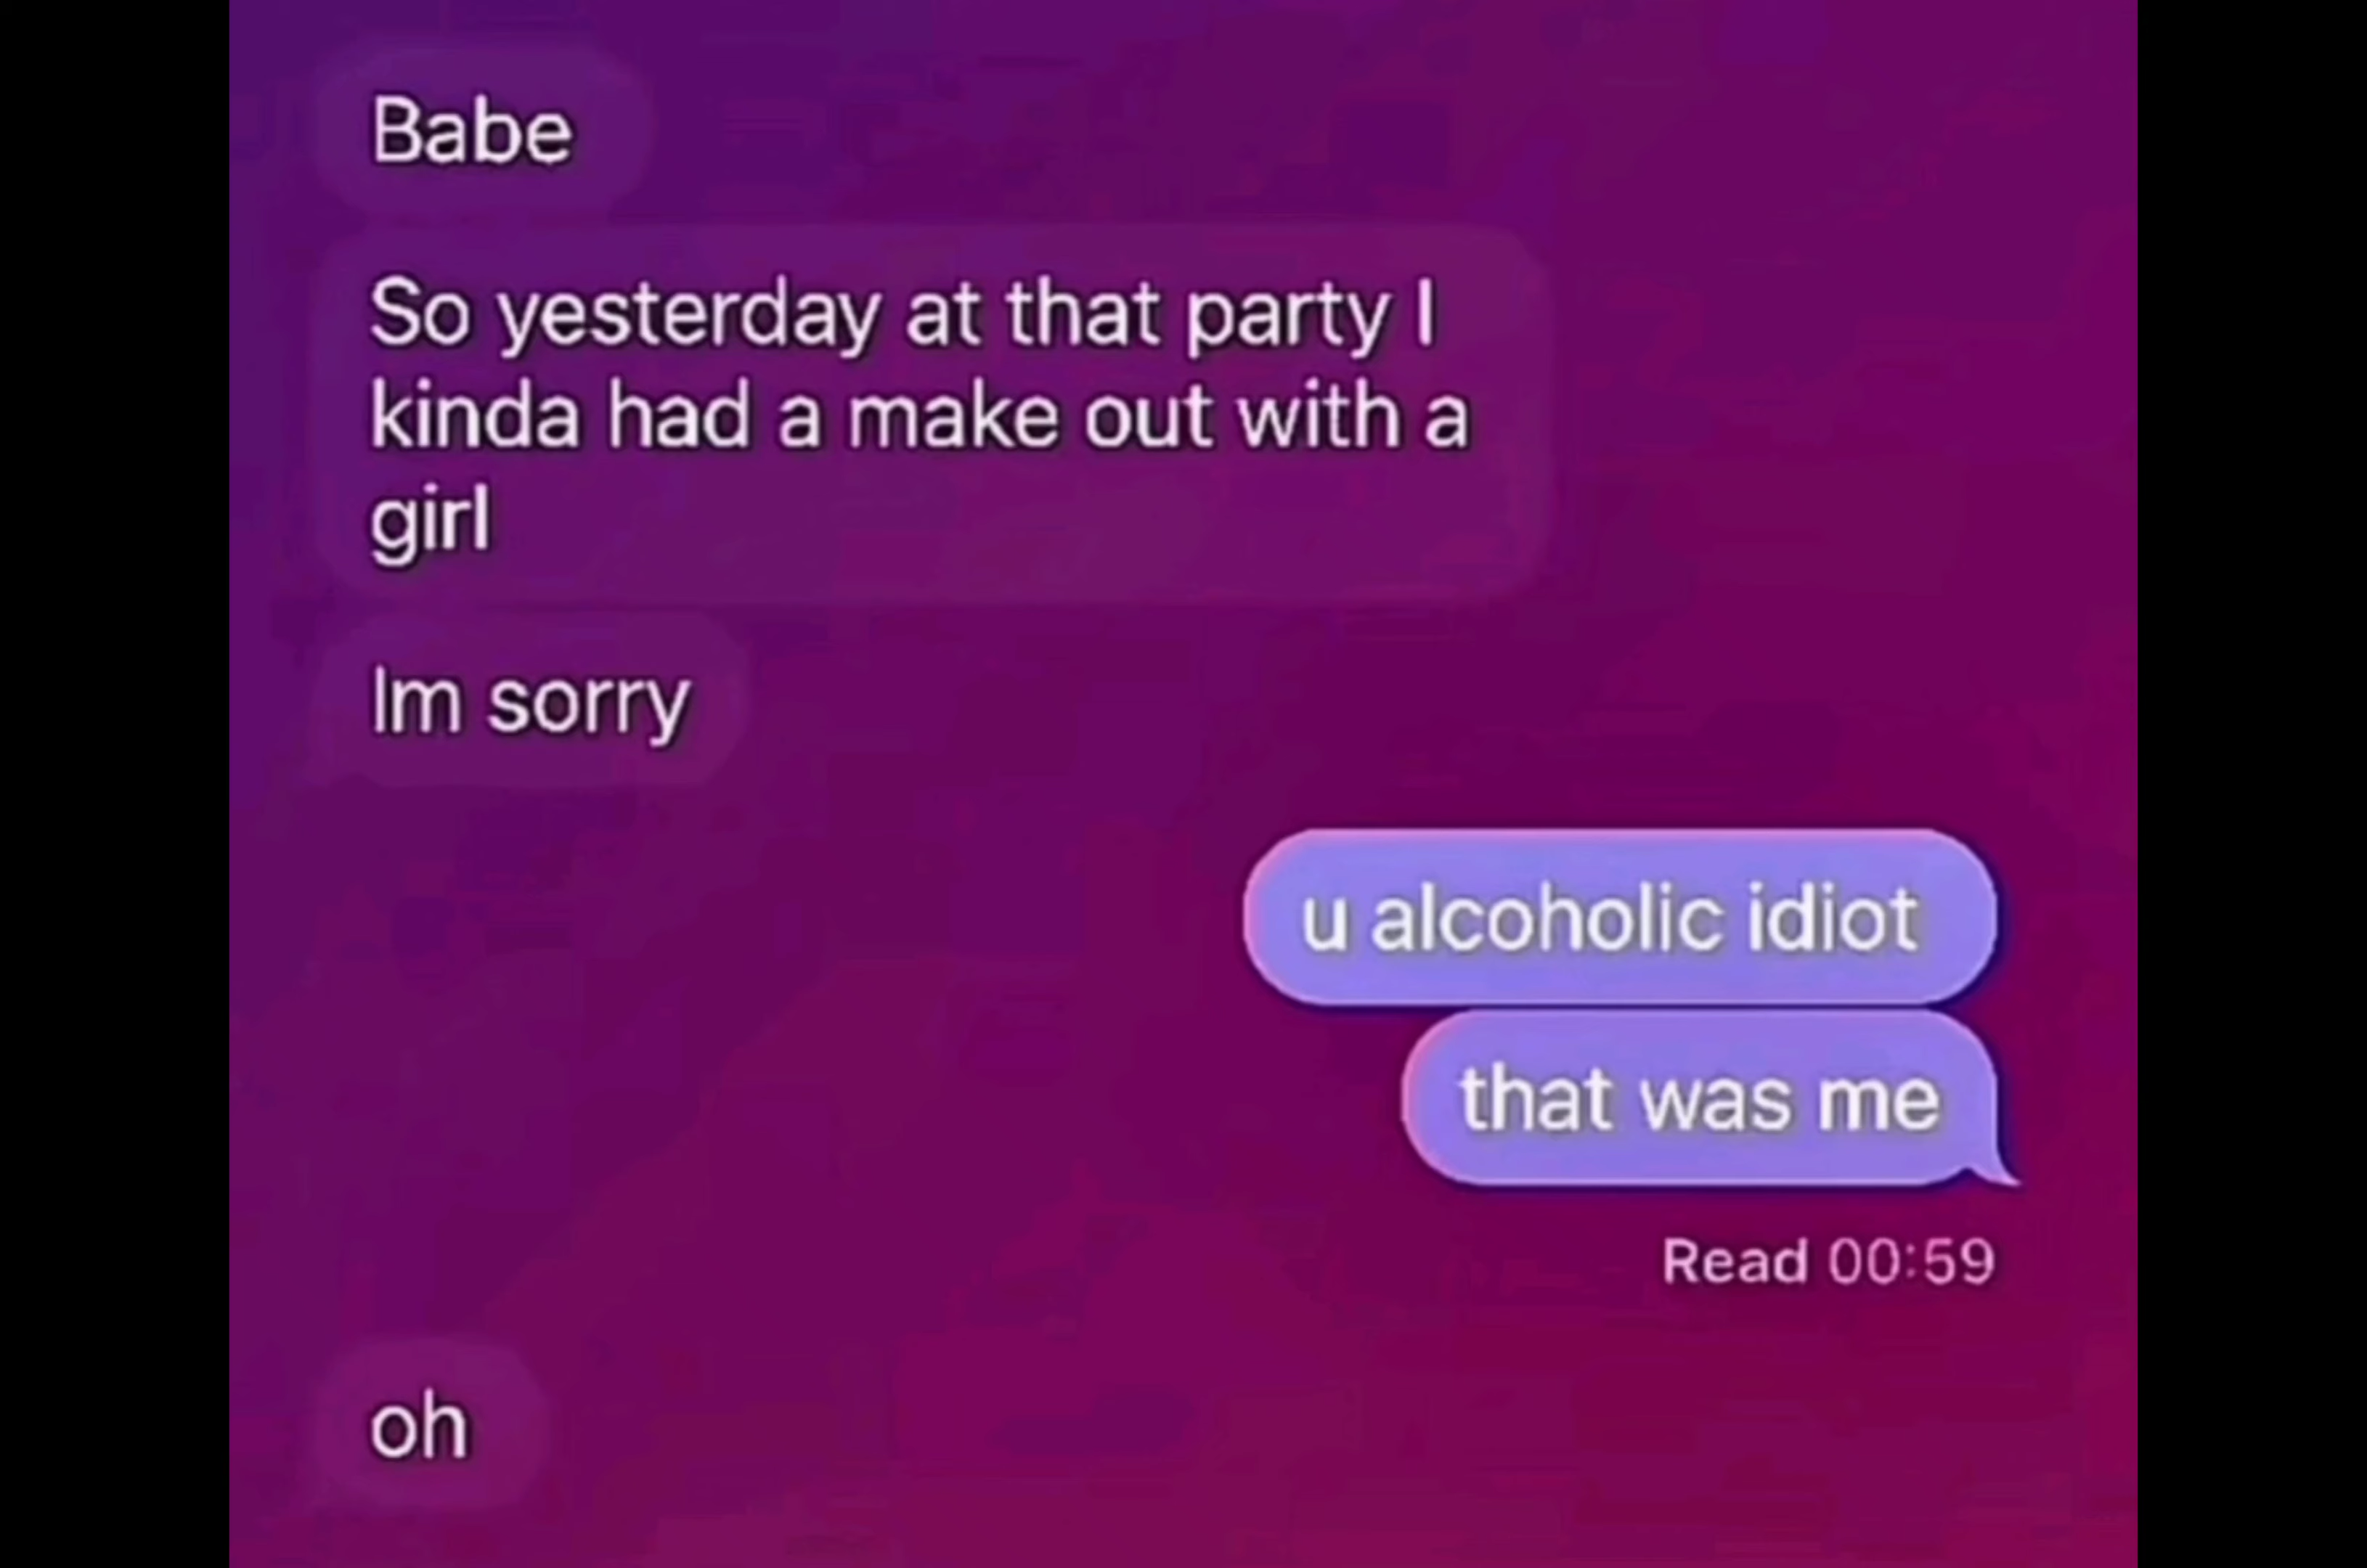 Babe
So yesterday at that party I
kinda had a make out with a
girl
Im sorry
u alcoholic idiot
that was me
Read 00:59
oh